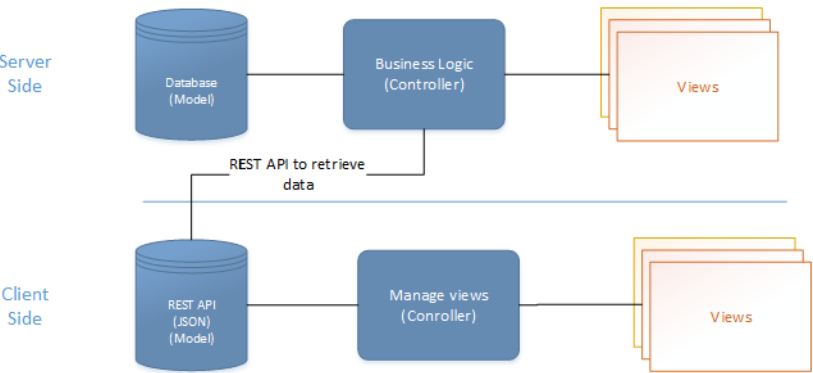 Server
Side
Database
(Model)
Business Logic
(Controller)
Views
REST API to retrieve
data
Client
Side
REST API
(JSON)
(Model)
Manage views
(Conroller)
Views